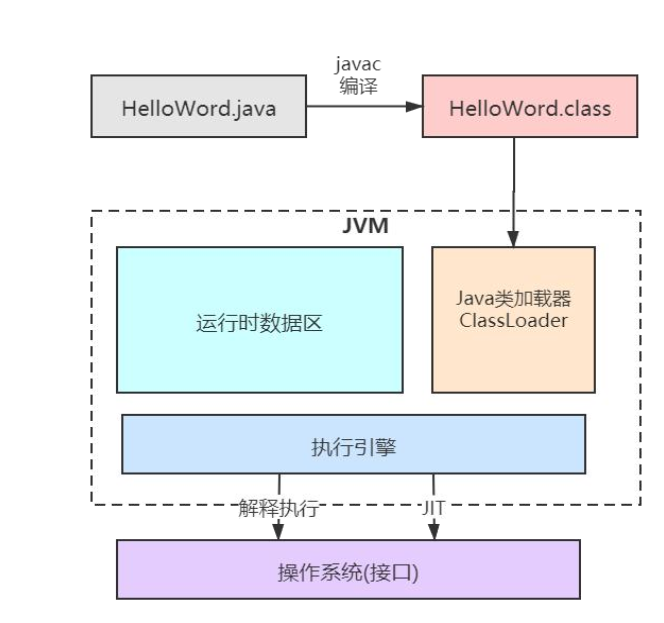 javac
编译
HelloWord.java
HelloWord.class
JVM
运行时数据区
Java类加载器
ClassLoader
执行引擎
解释执行
JIT
操作系统(接口)